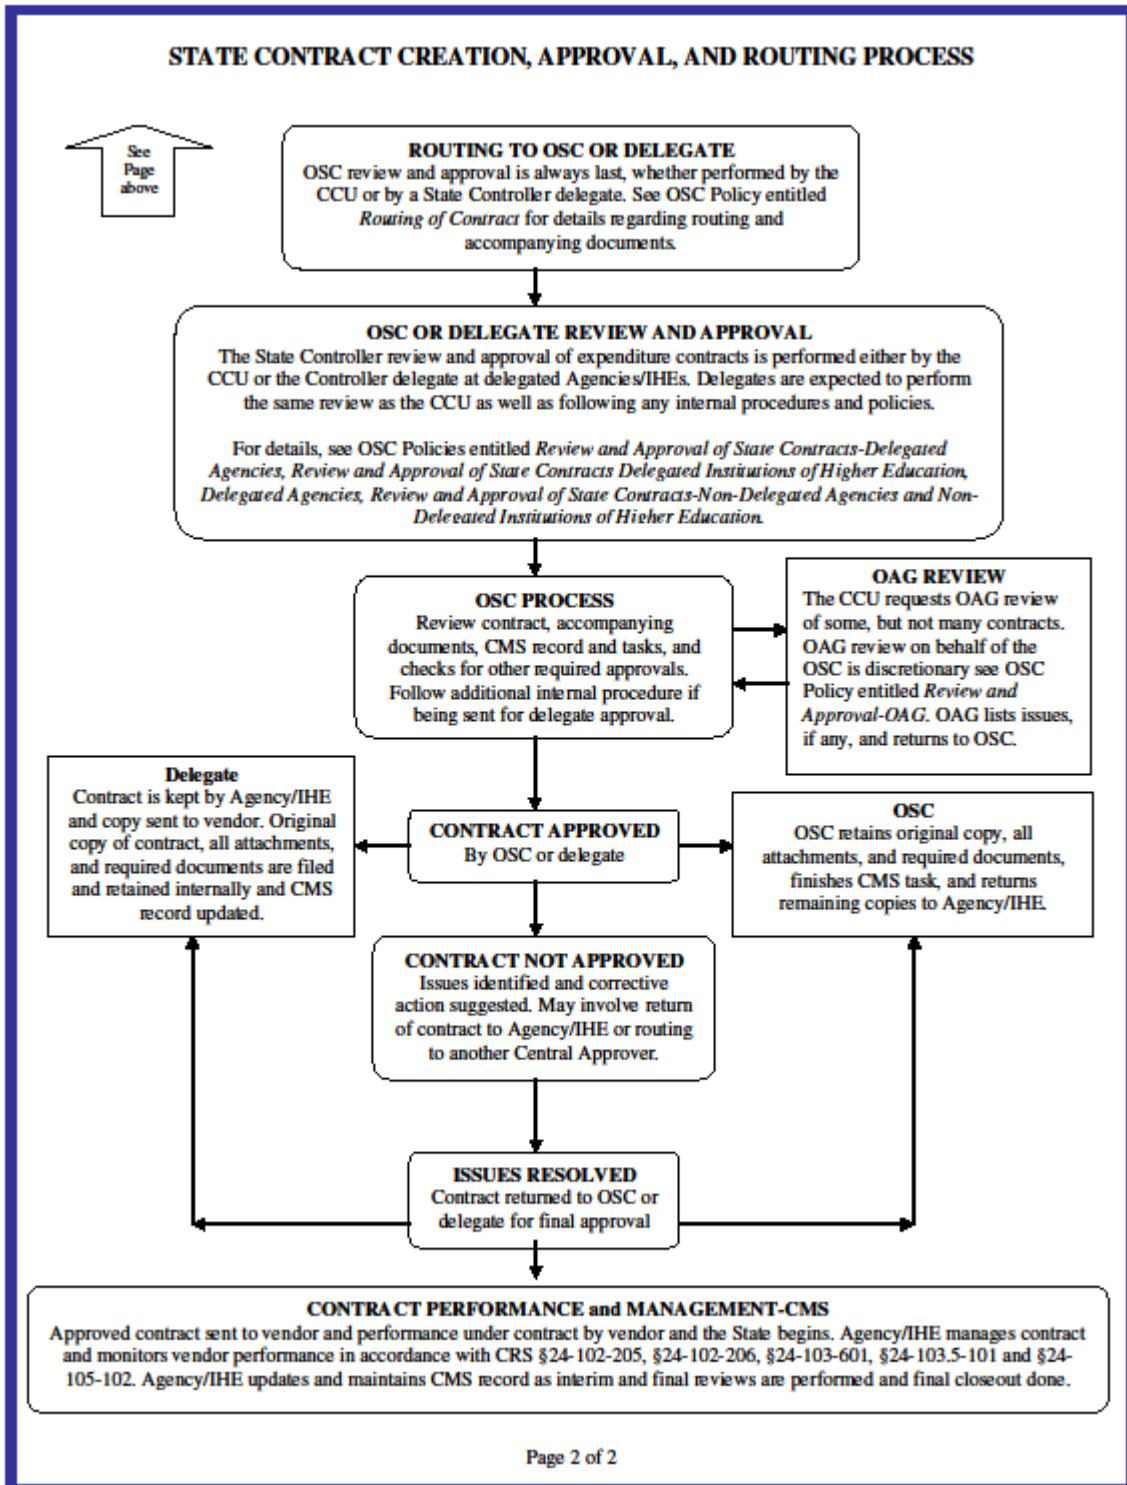 STATE CONTRACT CREATION, APPROVAL, AND ROUTING PROCESS
See
Page
above
ROUTING TO OSC OR DELEGATE
OSC review and approval is always last, whether performed by the
CCU or by a State Controller delegate. See OSC Policy entitled
Routing of Contract for details regarding routing and
accompanying documents.
OSC OR DELEGATE REVIEW AND APPROVAL
The State Controller review and approval of expenditure contracts is performed either by the
CCU or the Controller delegate at delegated Agencies/IHEs. Delegates are expected to perform
the same review as the CCU as well as following any internal procedures and policies.
For details, see OSC Policies entitled Review and Approval of State Contracts-Delegated
Agencies, Review and Approval of State Contracts Delegated Institutions of Higher Education,
Delegated Agencies, Review and Approval of State Contracts-Non-Delegated Agencies and Non-
Delegated Institutions of Higher Education.
OSC PROCESS
Review contract, accompanying
documents, CMS record and tasks, and
checks for other required approvals.
Follow additional internal procedure if
being sent for delegate approval.
OAG REVIEW
The CCU requests OAG review
of some, but not many contracts.
OAG review on behalf of the
OSC is discretionary see OSC
Policy entitled Review and
Approval-OAG. OAG lists issues,
if any, and returns to OSC.
Delegate
Contract is kept by Agency/IHE
and copy sent to vendor. Original
copy of contract, all attachments,
and required documents are filed
and retained internally and CMS
record updated.
CONTRACT APPROVED
By OSC or delegate
OSC
OSC retains original copy, all
attachments, and required documents,
finishes CMS task, and returns
remaining copies to Agency/IHE.
CONTRACT NOT APPROVED
Issues identified and corrective
action suggested. May involve return
of contract to Agency/IHE or routing
to another Central Approver.
ISSUES RESOLVED
Contract returned to OSC or
delegate for final approval
CONTRACT PERFORMANCE and MANAGEMENT-CMS
Approved contract sent to vendor and performance under contract by vendor and the State begins. Agency/IHE manages contract
and monitors vendor performance in accordance with CRS §24-102-205, §24-102-206, §24-103-601, §24-103.5-101 and §24-
105-102. Agency/IHE updates and maintains CMS record as interim and final reviews are performed and final closeout done.
Page 2 of 2